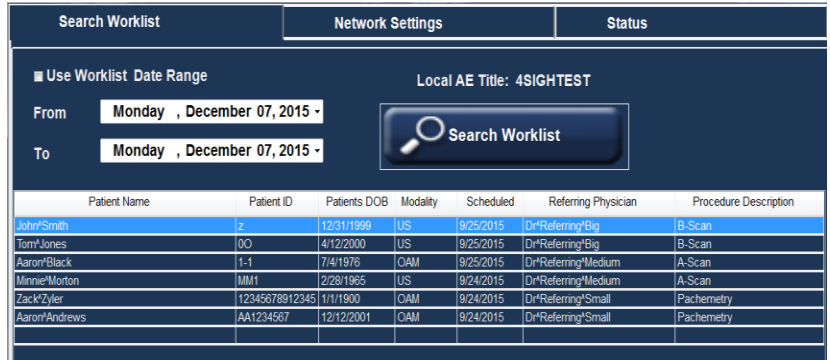 Search Worklist Network Settings Status
Use Worklist Date Range
Local AE Title: 4SIGHTEST
From Monday , December 07, 2015
Search Worklist
To Monday , December 07, 2015
Patient Name Patient ID Patients DOB Modality Scheduled Referring Physician Procedure Description
John^Smith z 12/31/1999 US 9/25/2015 Dr^Referring^Big B-Scan
Tom^Jones 0O 4/12/2000 US 9/25/2015 Dr^Referring^Big B-Scan
Aaron^Black 1-1 7/4/1976 OAM 9/25/2015 Dr^Referring^Medium A-Scan
Minnie^Morton MM1 2/28/1965 US 9/24/2015 Dr^Referring^Medium A-Scan
Zack^Zyler 12345678912345 1/1/1900 OAM 9/24/2015 Dr^Referring^Small Pachemetry
Aaron^Andrews AA1234567 12/12/2001 OAM 9/24/2015 Dr^Referring^Small Pachemetry